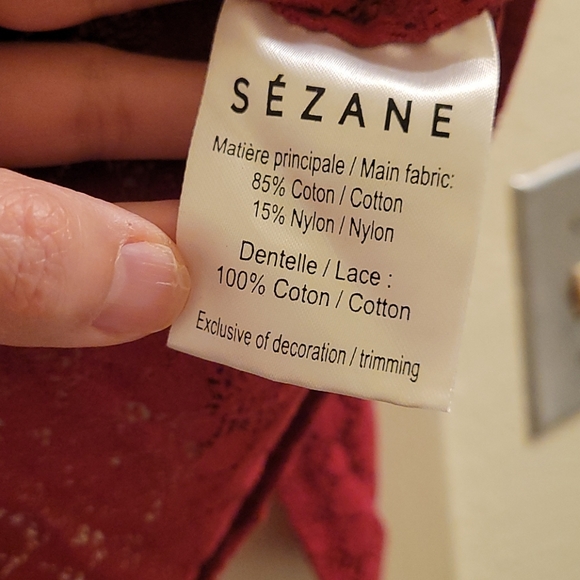 SÉZANE
Matière principale / Main fabric:
85% Coton / Cotton
15% Nylon / Nylon
Dentelle / Lace :
100% Coton / Cotton
Exclusive of decoration / trimming